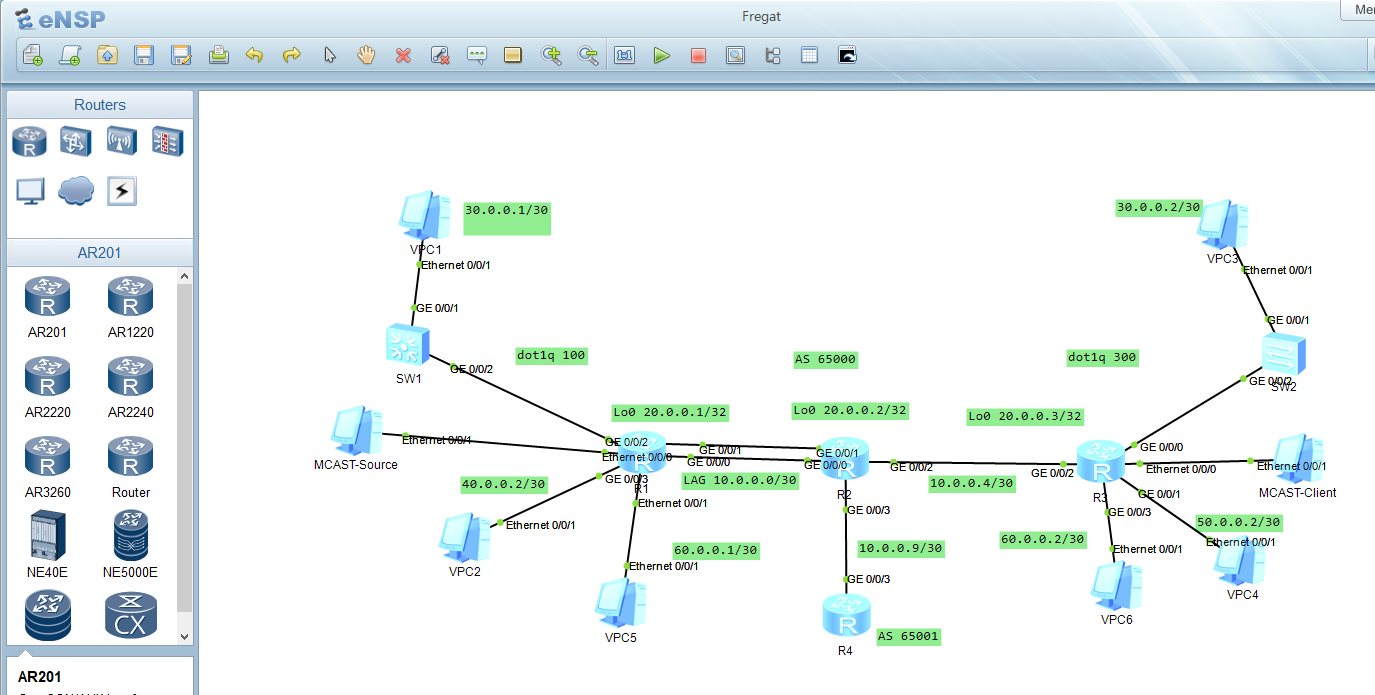 eNSP
Fregat
Me
Routers
AR201
AR201
AR1220
AR2220
AR2240
AR3260
Router
NE40E
NE5000E
CX
AR201
30.0.0.1/30
VPC1
Ethernet 0/0/1
GE 0/0/1
SW1
GE 0/0/2
dot1q 100
AS 65000
dot1q 300
30.0.0.2/30
VPC3
Ethernet 0/0/1
GE 0/0/1
GE 0/0/2
SW2
Lo0 20.0.0.1/32
Lo0 20.0.0.2/32
Lo0 20.0.0.3/32
Ethernet 0/0/1
MCAST-Source
GE 0/0/2
Ethernet 0/0/0
GE 0/0/3
R1
GE 0/0/1
GE 0/0/0
GE 0/0/1
GE 0/0/0
R2
GE 0/0/2
GE 0/0/2
GE 0/0/0
Ethernet 0/0/0
GE 0/0/1
R3
GE 0/0/3
Ethernet 0/0/1
MCAST-Client
40.0.0.2/30
LAG 10.0.0.0/30
10.0.0.4/30
Ethernet 0/0/1
VPC2
Ethernet 0/0/1
60.0.0.1/30
Ethernet 0/0/1
VPC5
GE 0/0/3
10.0.0.9/30
GE 0/0/3
R4
AS 65001
60.0.0.2/30
Ethernet 0/0/1
VPC6
50.0.0.2/30
Ethernet 0/0/1
VPC4